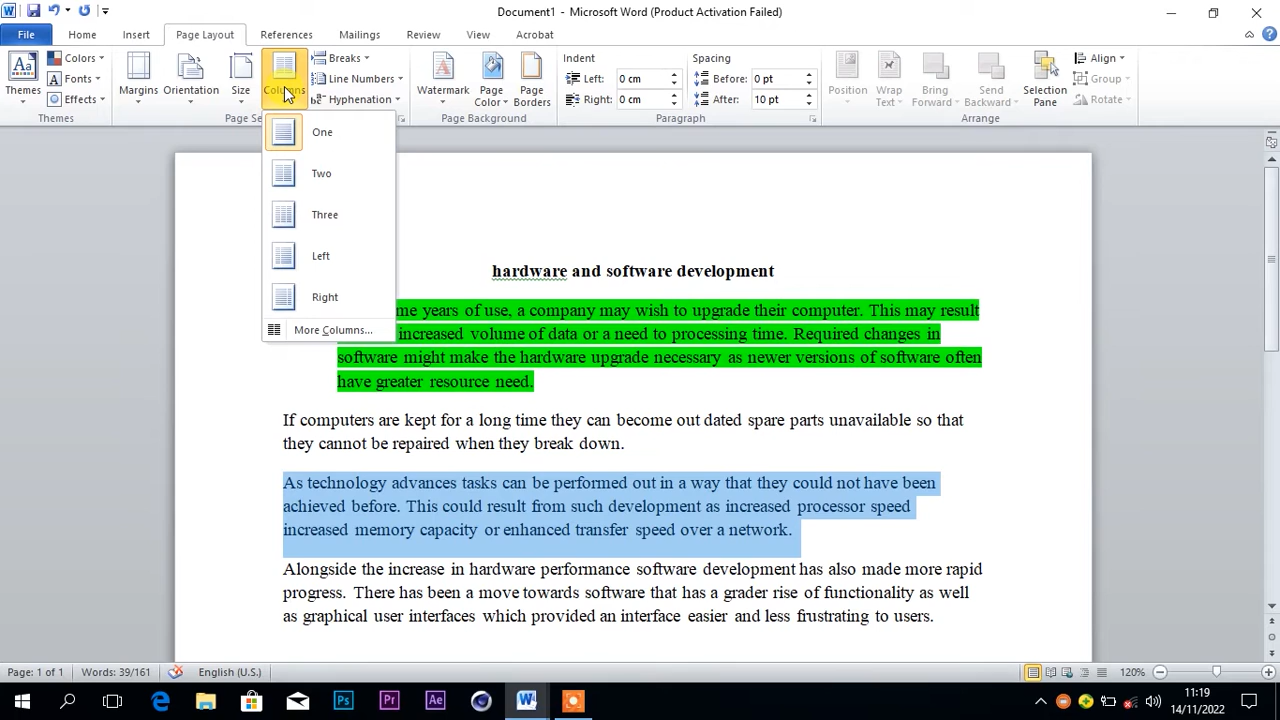 Document1 - Microsoft Word (Product Activation Failed)
File Home Insert Page Layout References Mailings Review View Acrobat
Themes Colors Fonts Effects
Margins Orientation Size Columns Breaks Line Numbers Hyphenation
Watermark Page Color Page Borders
Indent Spacing
Left: 0 cm Before: 0 pt
Right: 0 cm After: 10 pt
Position Wrap Text Bring Forward Send Backward Selection Pane Align Group Rotate
Themes Page Se Page Background Paragraph Arrange
One
Two
Three
Left
Right
More Columns...
hardware and software development
me years of use, a company may wish to upgrade their computer. This may result
increased volume of data or a need to processing time. Required changes in
software might make the hardware upgrade necessary as newer versions of software often
have greater resource need.
If computers are kept for a long time they can become out dated spare parts unavailable so that
they cannot be repaired when they break down.
As technology advances tasks can be performed out in a way that they could not have been
achieved before. This could result from such development as increased processor speed
increased memory capacity or enhanced transfer speed over a network.
Alongside the increase in hardware performance software development has also made more rapid
progress. There has been a move towards software that has a grader rise of functionality as well
as graphical user interfaces which provided an interface easier and less frustrating to users.
Page: 1 of 1 Words: 39/161 English (U.S.) 120%
Ps Pr Ae W
11:19
14/11/2022